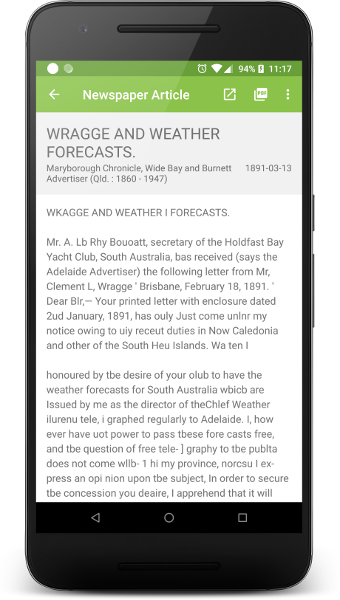 94% 11:17
Newspaper Article
PDF
WRAGGE AND WEATHER
FORECASTS.
Maryborough Chronicle, Wide Bay and Burnett 1891-03-13
Advertiser (Qld. : 1860 - 1947)
WKAGGE AND WEATHER I FORECASTS.
Mr. A. Lb Rhy Bouoatt, secretary of the Holdfast Bay
Yacht Club, South Australia, bas received (says the
Adelaide Advertiser) the following letter from Mr,
Clement L, Wragge ' Brisbane, February 18, 1891. '
Dear Blr,— Your printed letter with enclosure dated
2ud January, 1891, has ouly Just come unlnr my
notice owing to uiy receut duties in Now Caledonia
and other of the South Heu Islands. Wa ten I
honoured by tbe desire of your olub to have the
weather forecasts for South Australia wbicb are
Issued by me as the director of theChlef Weather
ilurenu tele, i graphed regularly to Adelaide. I, how
ever have uot power to pass tbese fore casts free,
and tbe question of free tele- ] graphy to the publta
does not come wllb- 1 hi my province, norcsu I ex-
press an opi nion upon tbe subject, In order to secure
tbe concession you deaire, I apprehend that it will